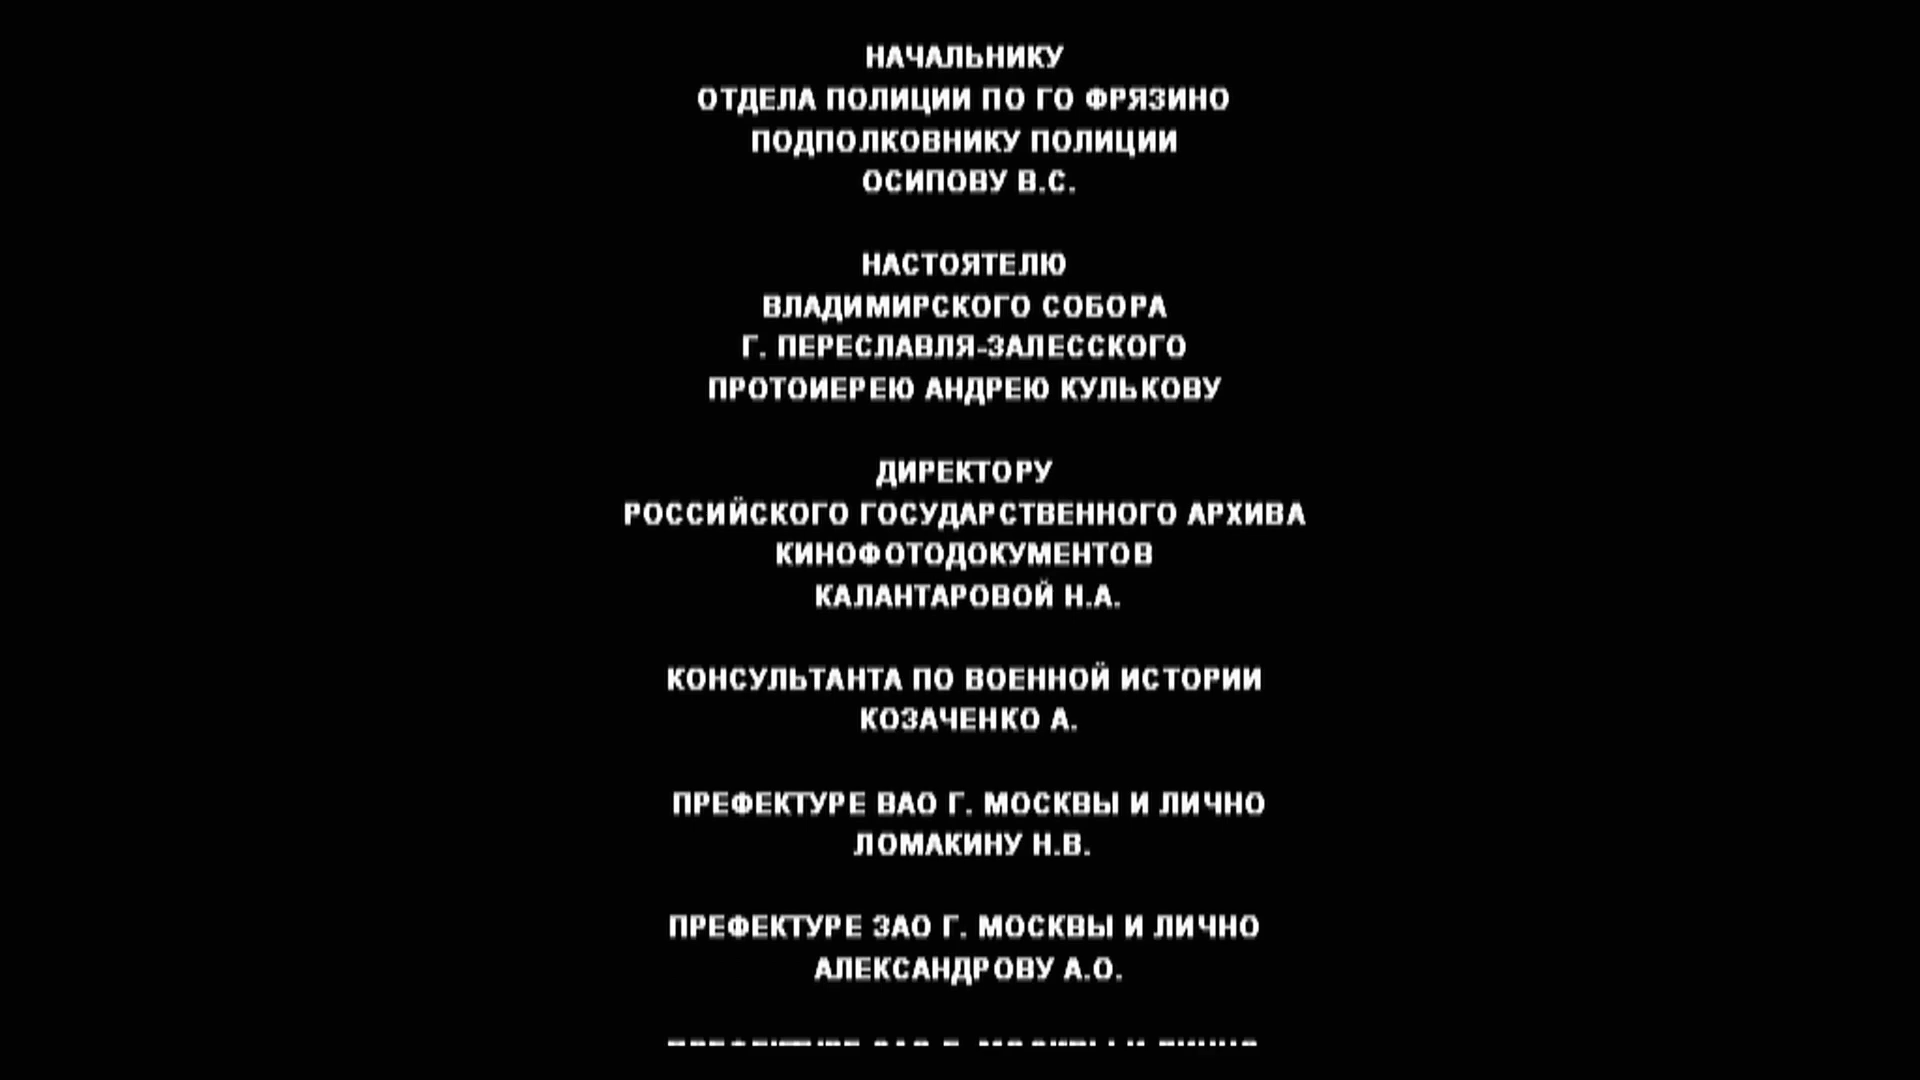 НАЧАЛЬНИКУ
ОТДЕЛА ПОЛИЦИИ ПО ГО ФРЯЗИНО
ПОДПОЛКОВНИКУ ПОЛИЦИИ
ОСИПОВУ В.С.
НАСТОЯТЕЛЮ
ВЛАДИМИРСКОГО СОБОРА
Г. ПЕРЕСЛАВЛЯ-ЗАЛЕССКОГО
ПРОТОИЕРЕЮ АНДРЕЮ КУЛЬКОВУ
ДИРЕКТОРУ
РОССИЙСКОГО ГОСУДАРСТВЕННОГО АРХИВА
КИНОФОТОДОКУМЕНТОВ
КАЛАНТАРОВОЙ Н.А.
КОНСУЛЬТАНТА ПО ВОЕННОЙ ИСТОРИИ
КОЗАЧЕНКО А.
ПРЕФЕКТУРЕ ВАО Г. МОСКВЫ И ЛИЧНО
ЛОМАКИНУ Н.В.
ПРЕФЕКТУРЕ ЗАО Г. МОСКВЫ И ЛИЧНО
АЛЕКСАНДРОВУ А.О.